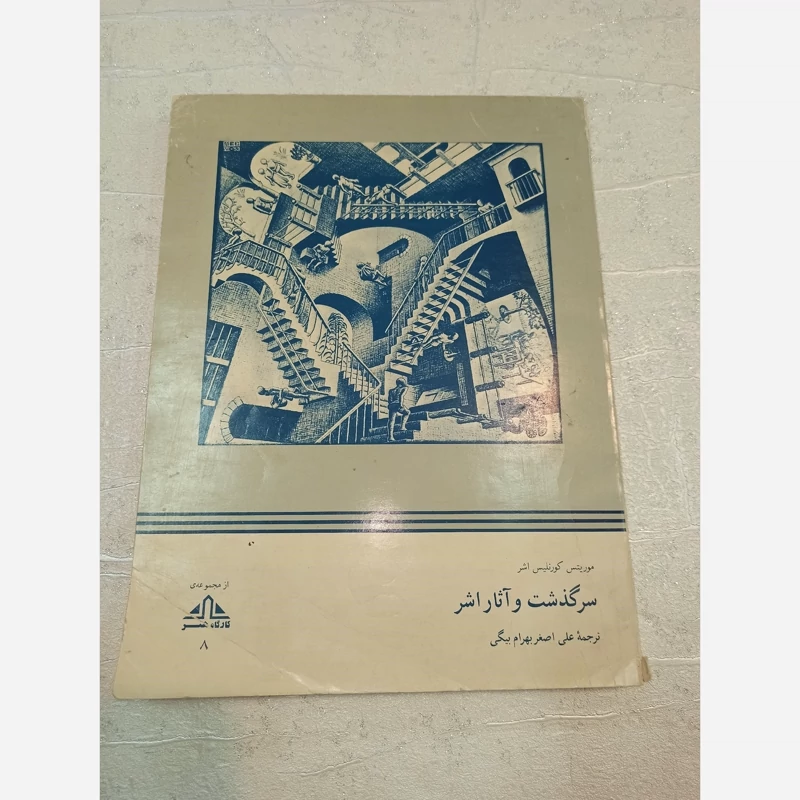 موریتس کورنلیس اشر
سرگذشت و آثار اشر
ترجمهٔ علی اصغر بهرام بیگی
از مجموعه‌ی
کارگاه هنر
۸